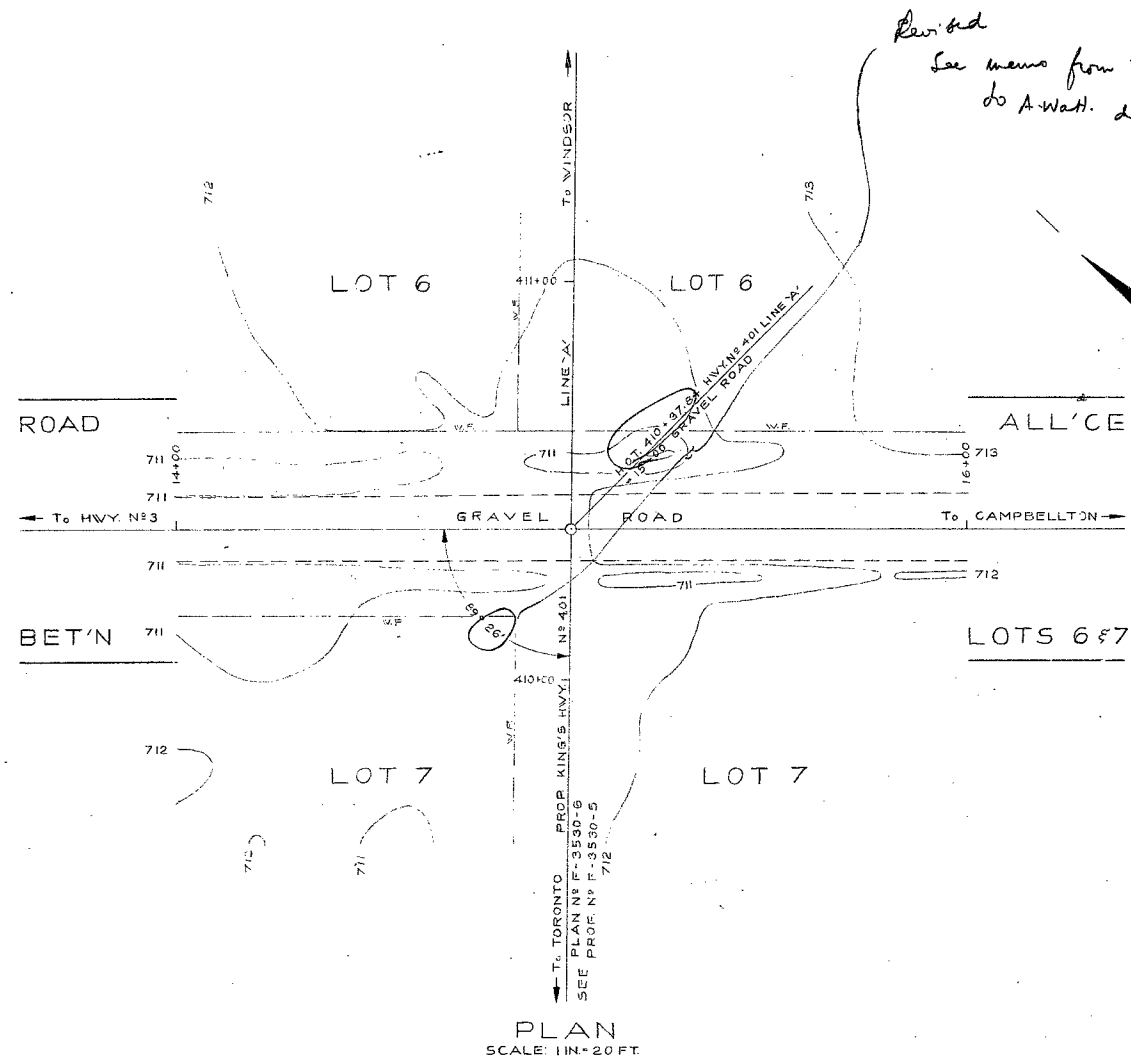 Revised
See memo from
to A. Watt.
To WINDSOR
712
713
LOT 6
411+00
LOT 6
W.F.
LINE 'A'
H.O.T. 410+37.84 HWY. Nº 401 LINE 'A'
GRAVEL ROAD
ROAD
W.F.
W.F.
ALL'CE
711
14+00
711
16+00
713
711
To HWY. Nº 3
GRAVEL ROAD
To CAMPBELLTON
711
711
712
89°
26'
W.F.
Nº 401
BET'N
711
LOTS 6 & 7
410+00
PROP. KING'S HWY.
W.F.
712
LOT 7
LOT 7
711
712
To TORONTO
SEE PLAN Nº F-3530-6
PROF. Nº F-3530-5
PLAN
SCALE: 1 IN.=20 FT.